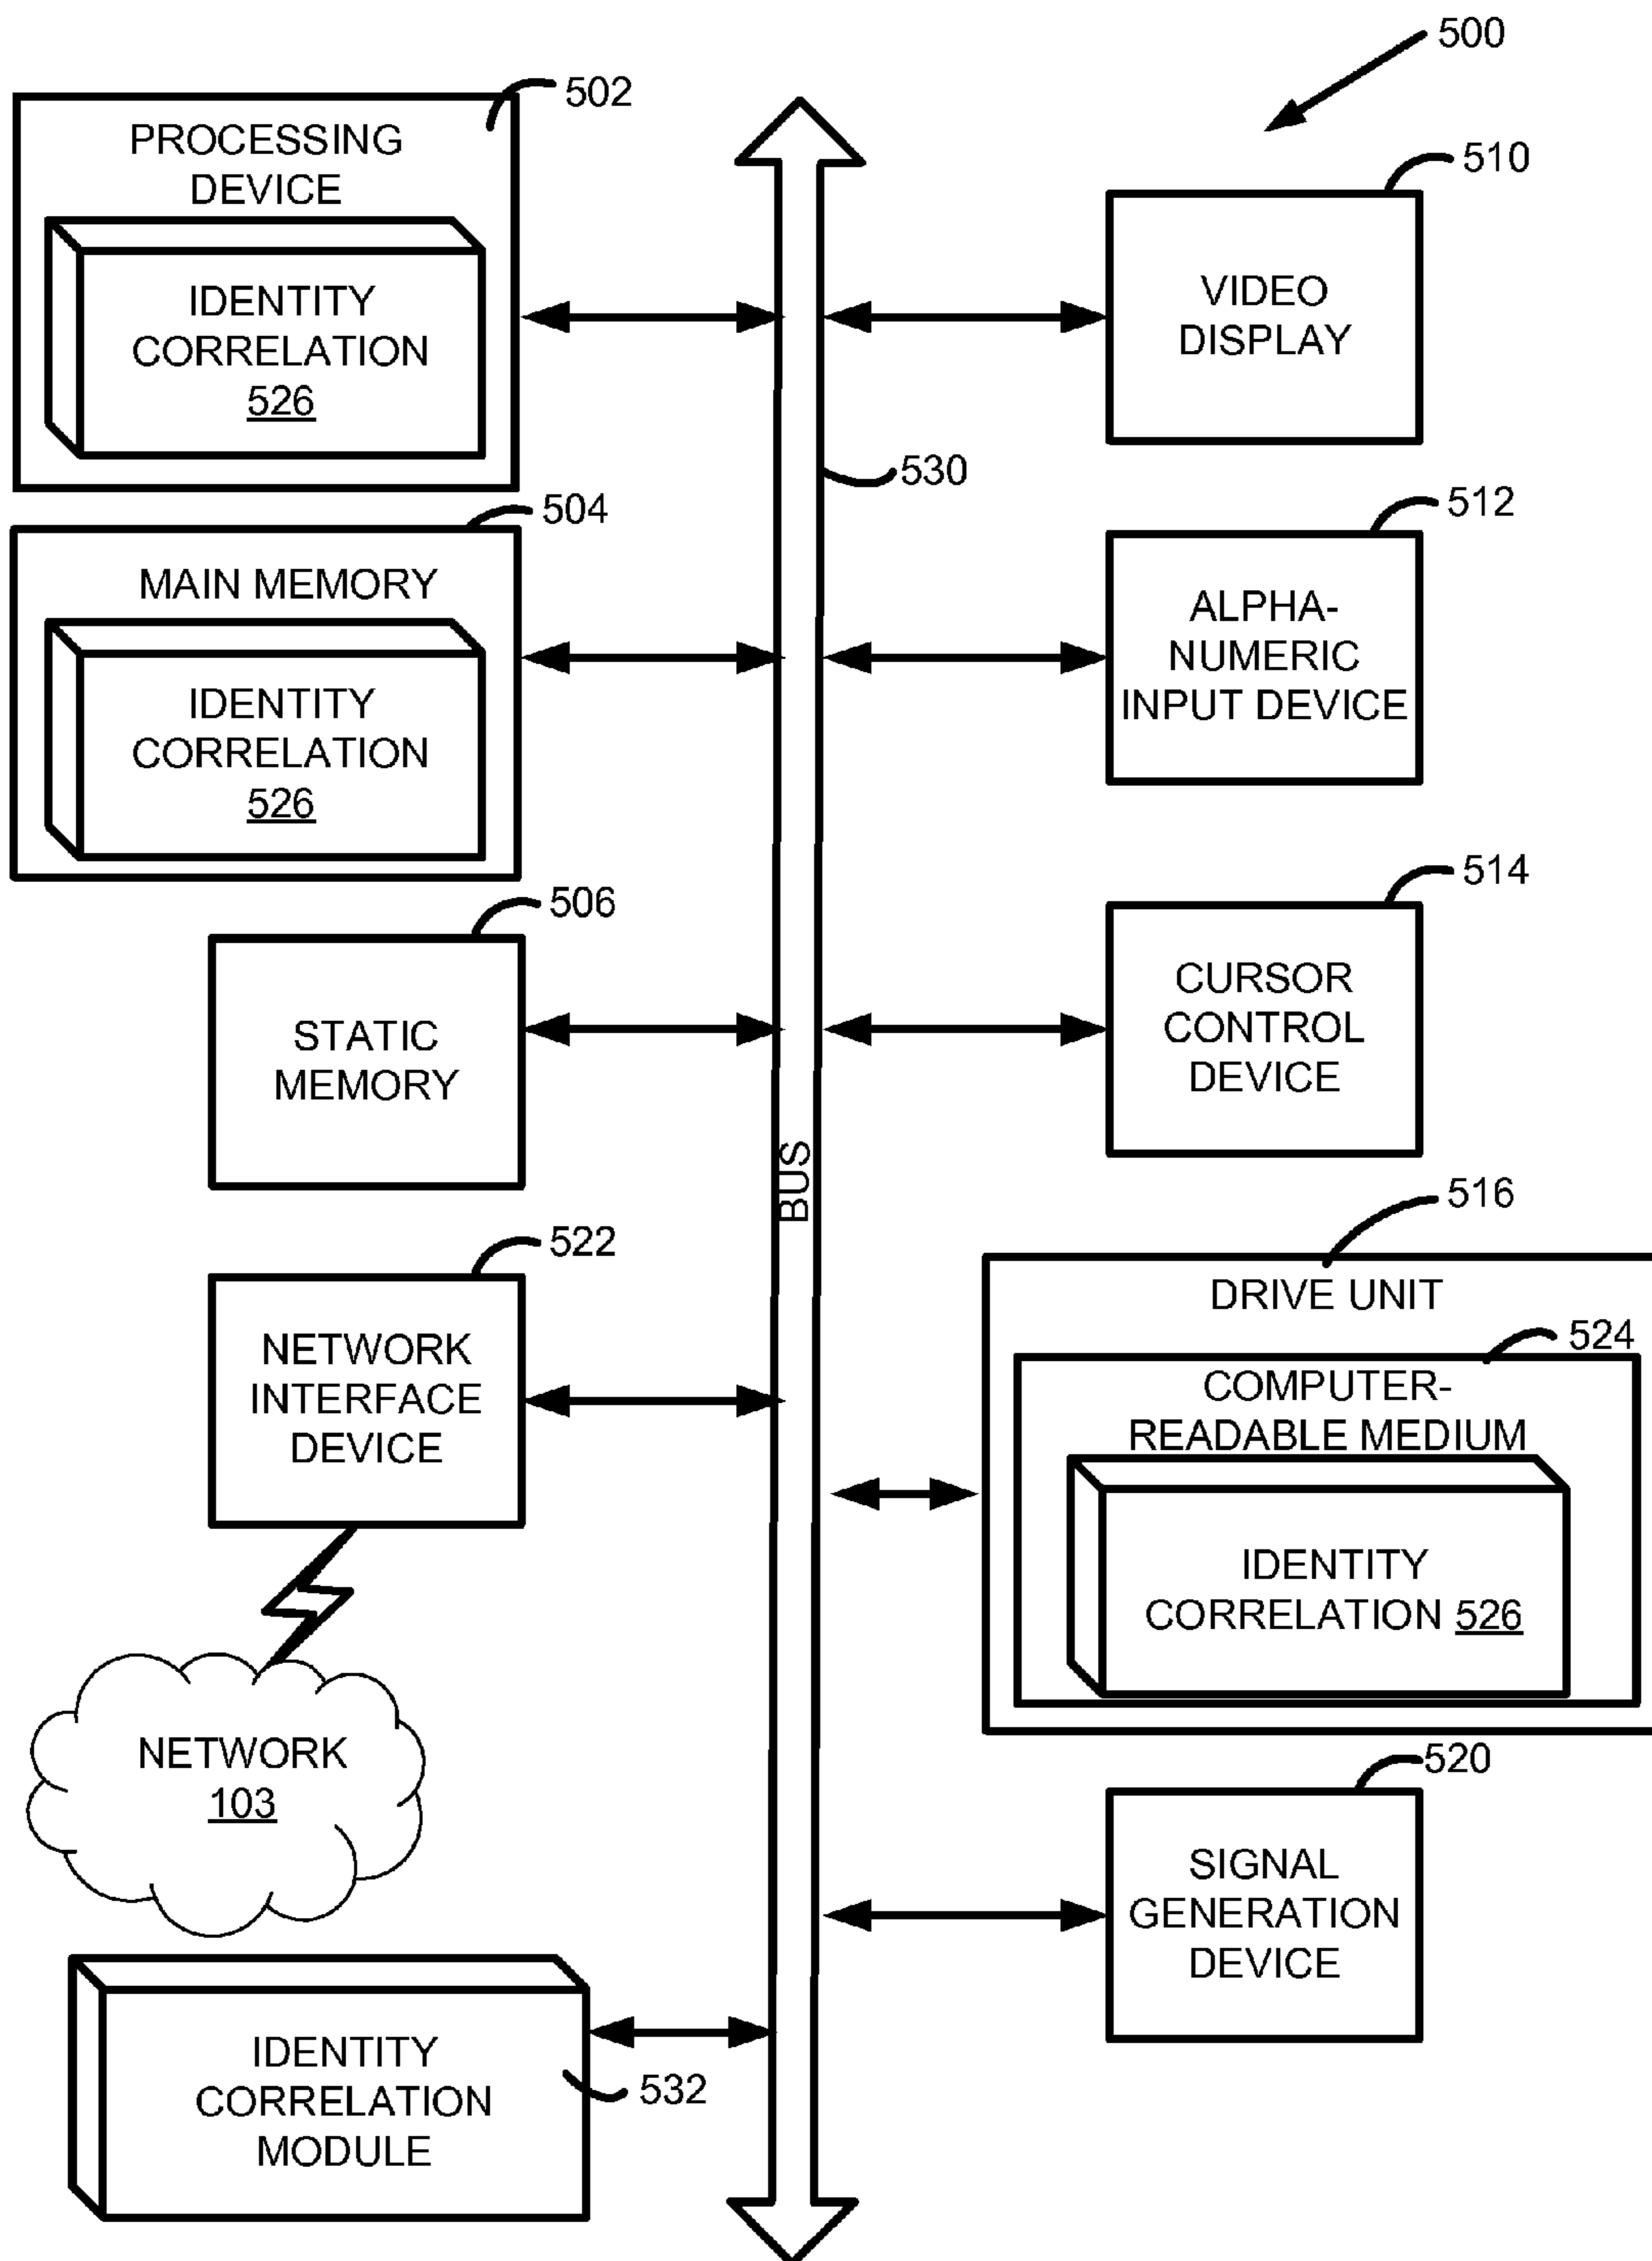 500
502
PROCESSING
DEVICE
IDENTITY
CORRELATION
526
504
MAIN MEMORY
IDENTITY
CORRELATION
526
506
STATIC
MEMORY
522
NETWORK
INTERFACE
DEVICE
NETWORK
103
IDENTITY
CORRELATION
MODULE
532
530
BUS
510
VIDEO
DISPLAY
512
ALPHA-
NUMERIC
INPUT DEVICE
514
CURSOR
CONTROL
DEVICE
516
DRIVE UNIT
524
COMPUTER-
READABLE MEDIUM
IDENTITY
CORRELATION 526
520
SIGNAL
GENERATION
DEVICE